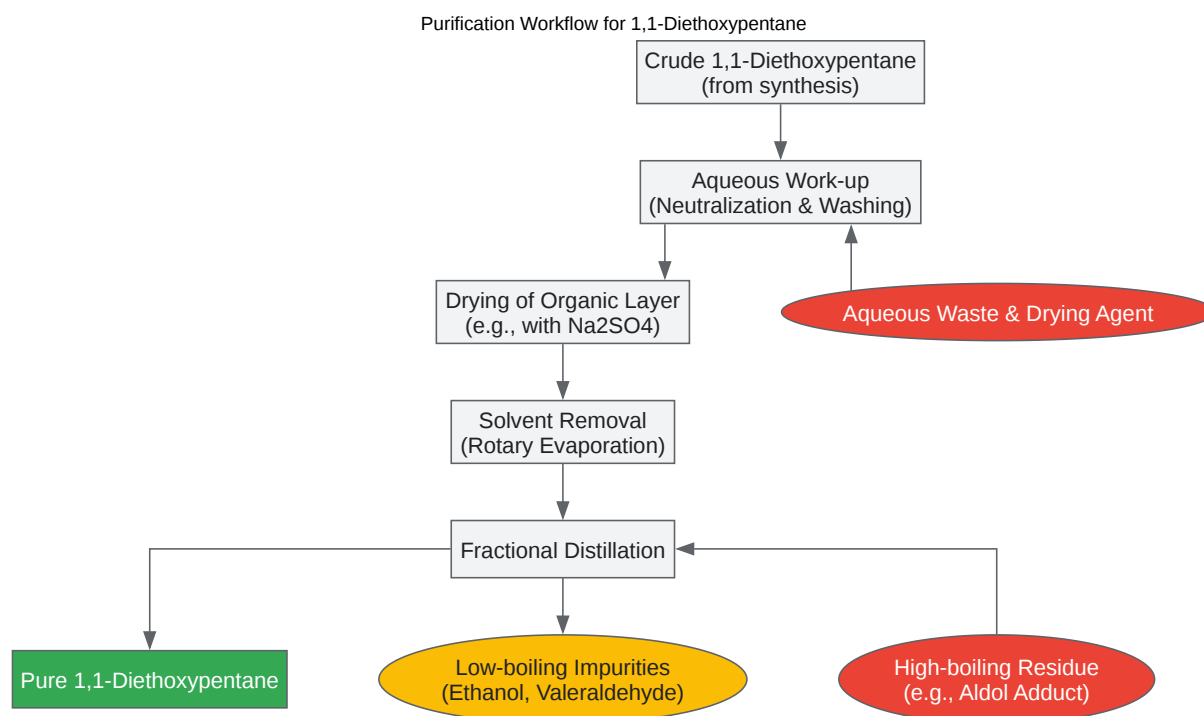 Purification Workflow for 1,1-Diethoxypentane
Crude 1,1-Diethoxypentane
(from synthesis)
Aqueous Work-up
(Neutralization & Washing)
Drying of Organic Layer
(e.g., with Na2SO4)
Aqueous Waste & Drying Agent
Solvent Removal
(Rotary Evaporation)
Fractional Distillation
Pure 1,1-Diethoxypentane
Low-boiling Impurities
(Ethanol, Valeraldehyde)
High-boiling Residue
(e.g., Aldol Adduct)